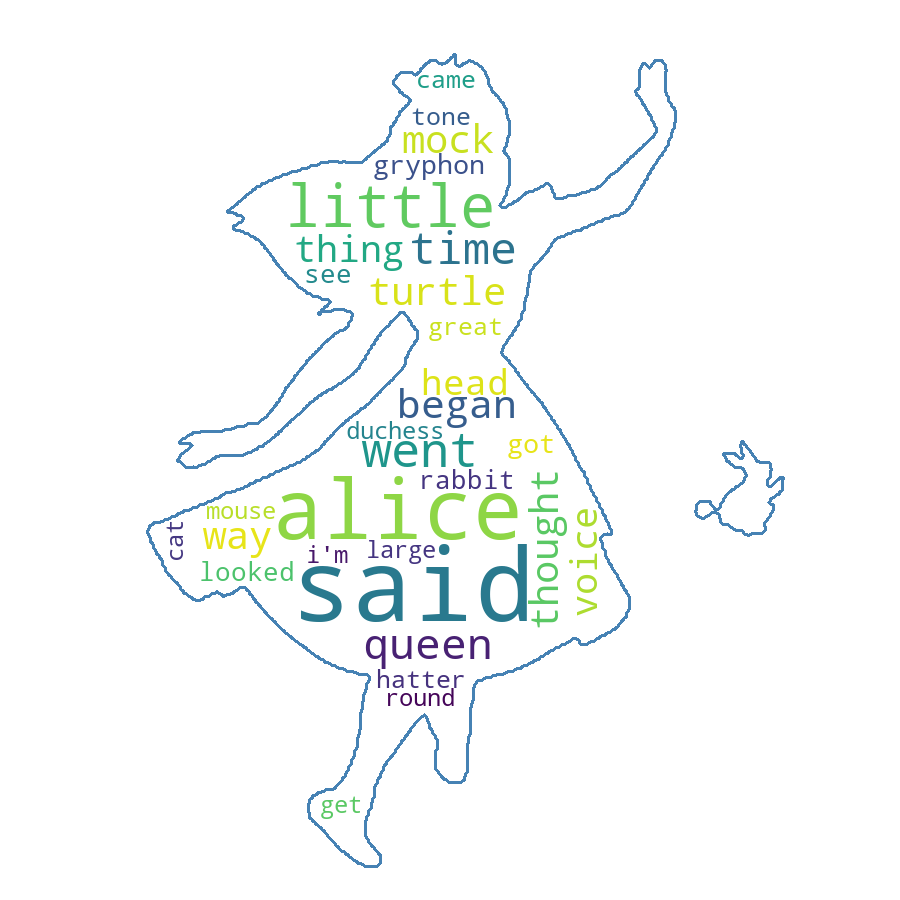 came
tone
mock
gryphon
little
thing time
see
turtle
great
head
began
duchess
went got
rabbit
alice
mouse
way
cat
thought
voice
i'm large
looked
said
queen
hatter
round
get